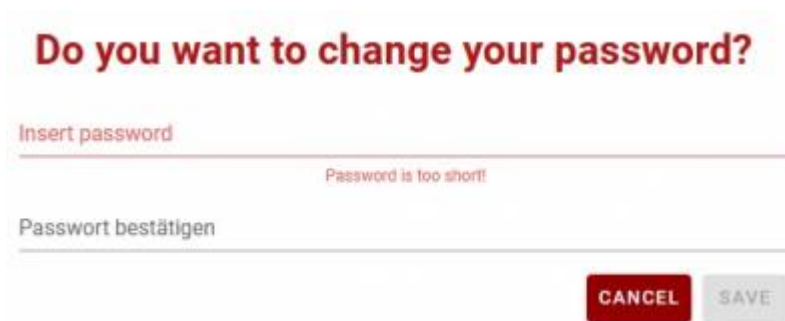 Do you want to change your password?
Insert password
Password is too short!
Passwort bestätigen
CANCEL SAVE